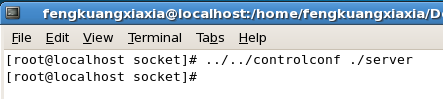 fengkuangxiaxia@localhost:/home/fengkuangxiaxia/D
File Edit View Terminal Tabs Help
[root@localhost socket]# ../../controlconf ./server
[root@localhost socket]#